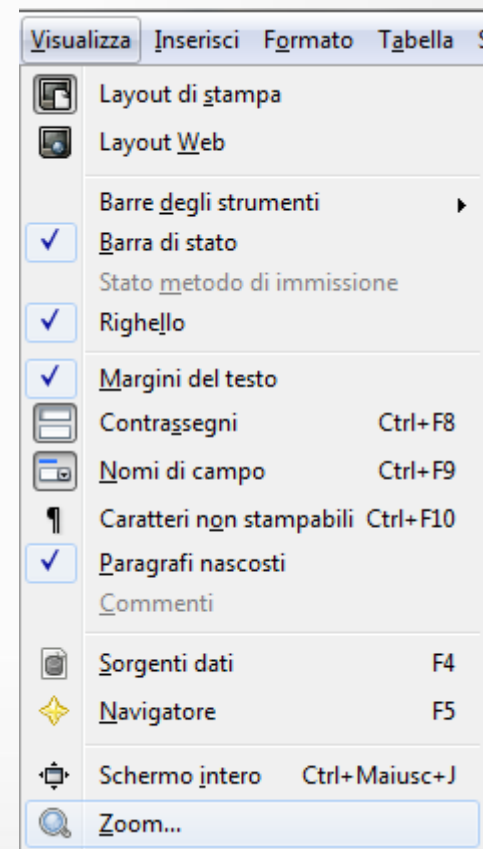 Visualizza Inserisci Formato Tabella
Layout di stampa
Layout Web
Barre degli strumenti
Barra di stato
Stato metodo di immissione
Righello
Margini del testo
Contrassegni Ctrl+F8
Nomi di campo Ctrl+F9
Caratteri non stampabili Ctrl+F10
Paragrafi nascosti
Commenti
Sorgenti dati F4
Navigatore F5
Schermo intero Ctrl+Maiusc+J
Zoom...